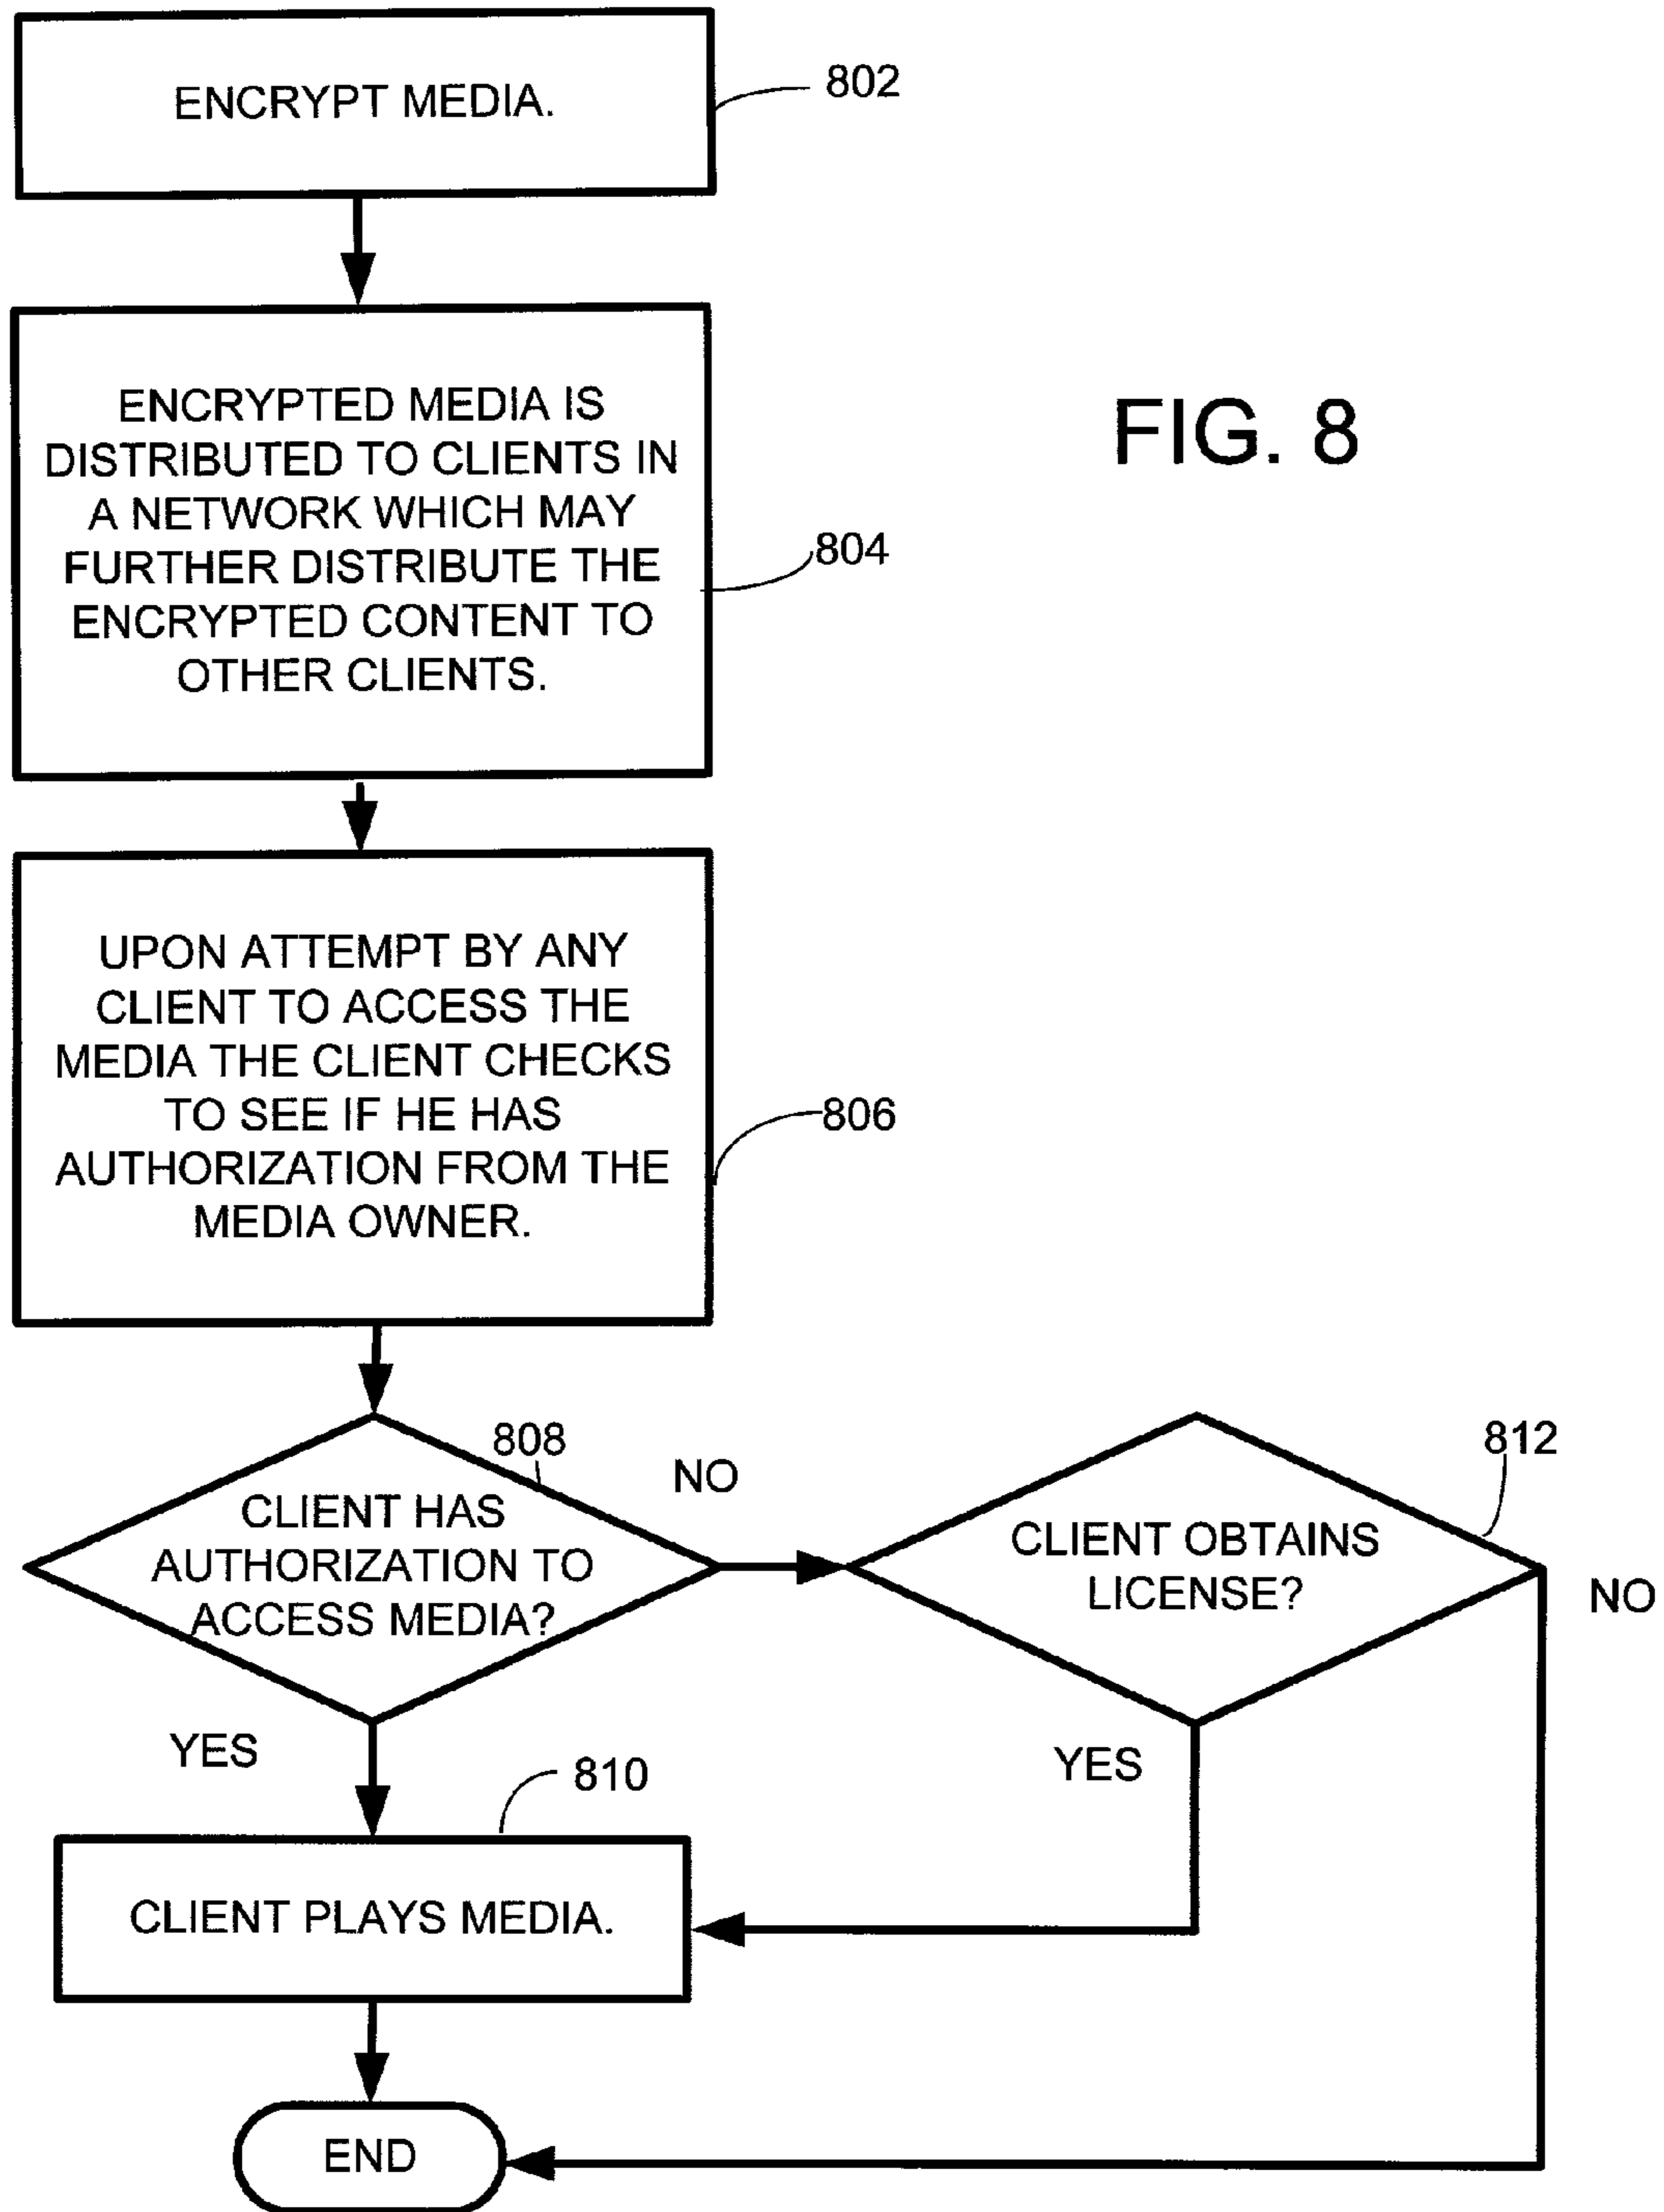 ENCRYPT MEDIA.
802
ENCRYPTED MEDIA IS
DISTRIBUTED TO CLIENTS IN
A NETWORK WHICH MAY
FURTHER DISTRIBUTE THE
ENCRYPTED CONTENT TO
OTHER CLIENTS.
804
FIG. 8
UPON ATTEMPT BY ANY
CLIENT TO ACCESS THE
MEDIA THE CLIENT CHECKS
TO SEE IF HE HAS
AUTHORIZATION FROM THE
MEDIA OWNER.
806
808
CLIENT HAS
AUTHORIZATION TO
ACCESS MEDIA?
NO
812
CLIENT OBTAINS
LICENSE?
NO
YES
YES
810
CLIENT PLAYS MEDIA.
END